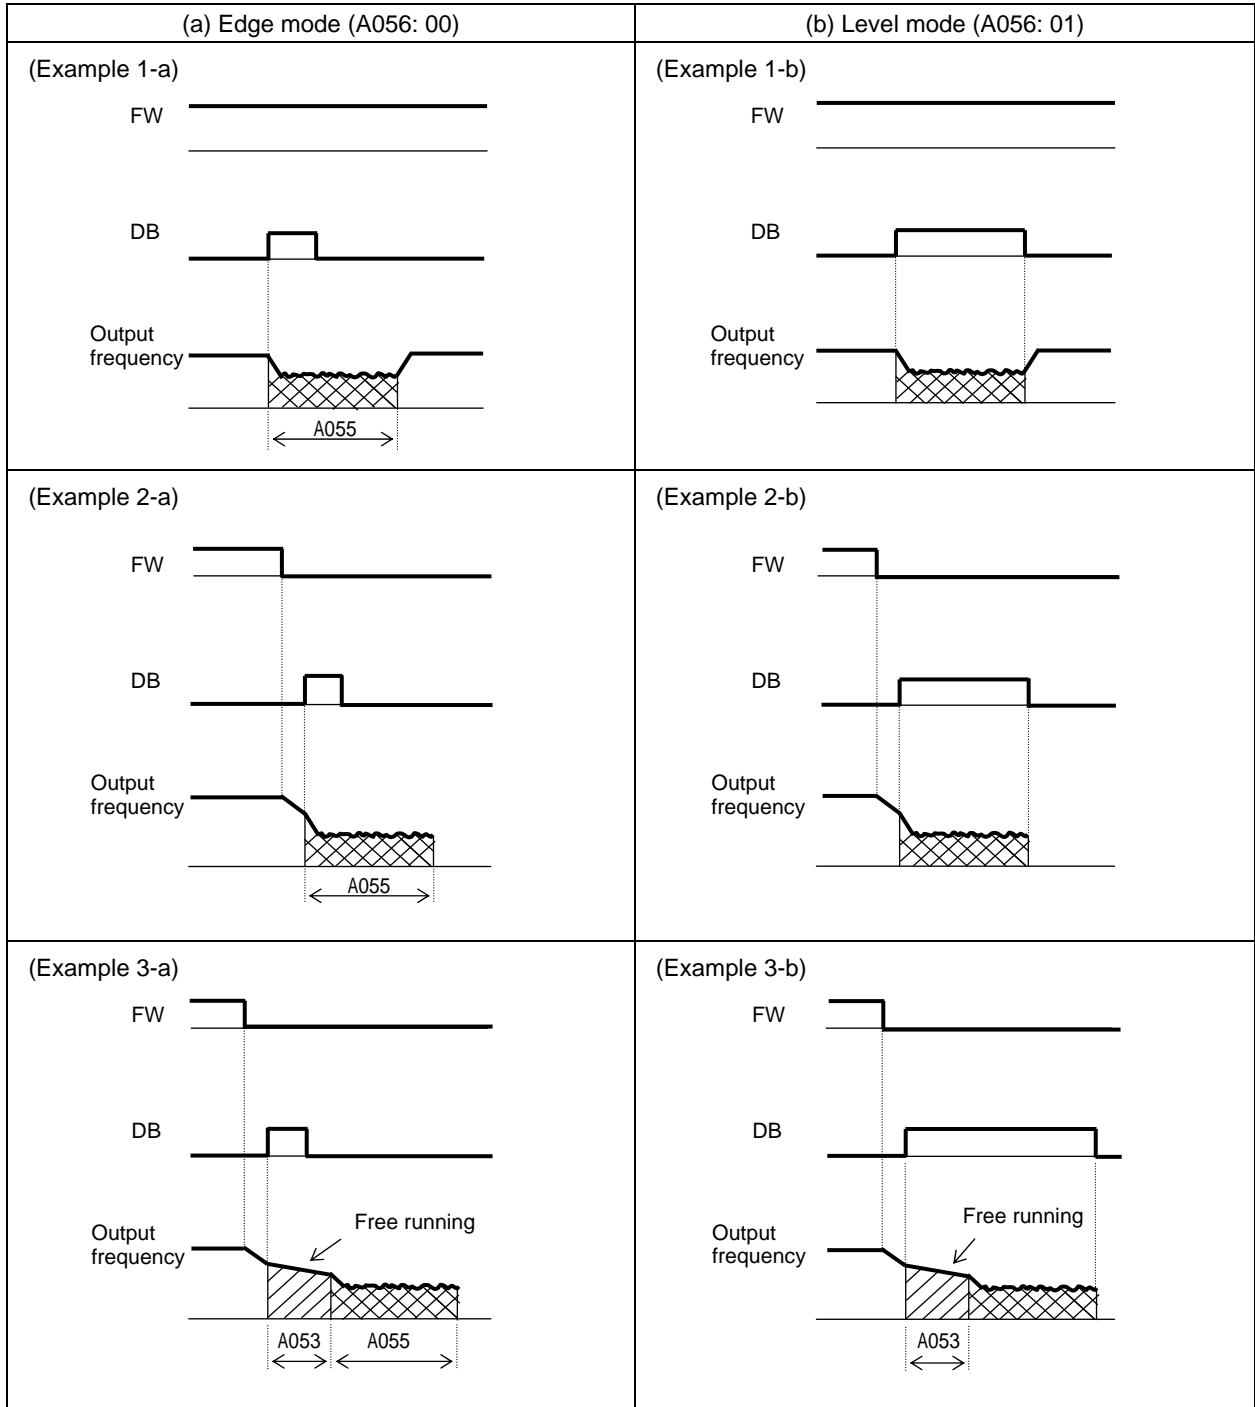 (a) Edge mode (A056: 00)
(b) Level mode (A056: 01)
(Example 1-a)
FW
DB
Output
frequency
A055
(Example 1-b)
FW
DB
Output
frequency
(Example 2-a)
FW
DB
Output
frequency
A055
(Example 2-b)
FW
DB
Output
frequency
(Example 3-a)
FW
DB
Free running
Output
frequency
A053
A055
(Example 3-b)
FW
DB
Free running
Output
frequency
A053